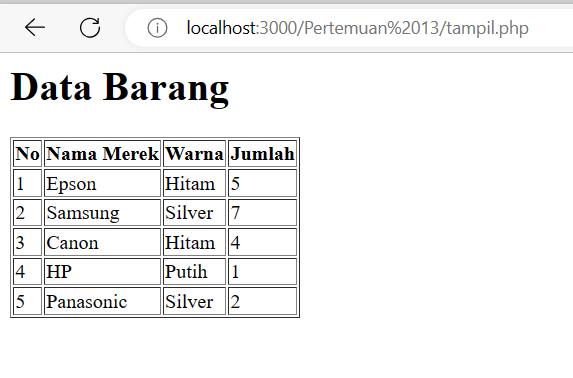 localhost:3000/Pertemuan%2013/tampil.php
Data Barang
No Nama Merek Warna Jumlah
1 Epson Hitam 5
2 Samsung Silver 7
3 Canon Hitam 4
4 HP Putih 1
5 Panasonic Silver 2